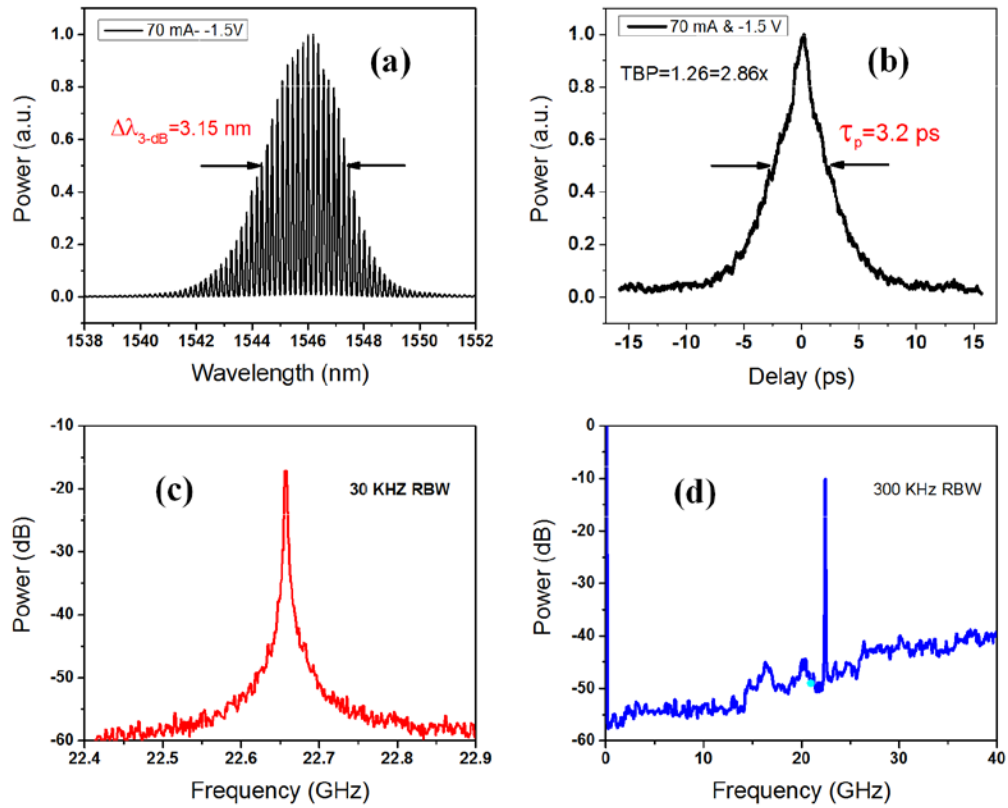 70 mA- -1.5V
(a)
Δλ3-dB=3.15 nm
Power (a.u.)
1.0
0.8
0.6
0.4
0.2
0.0
1538 1540 1542 1544 1546 1548 1550 1552
Wavelength (nm)
70 mA & -1.5 V
(b)
TBP=1.26=2.86x
τp=3.2 ps
Power (a.u.)
1.0
0.8
0.6
0.4
0.2
0.0
-15 -10 -5 0 5 10 15
Delay (ps)
-10
(c)
30 KHZ RBW
Power (dB)
-20
-30
-40
-50
-60
22.4 22.5 22.6 22.7 22.8 22.9
Frequency (GHz)
0
(d)
300 KHz RBW
Power (dB)
-10
-20
-30
-40
-50
-60
0 10 20 30 40
Frequency (GHz)